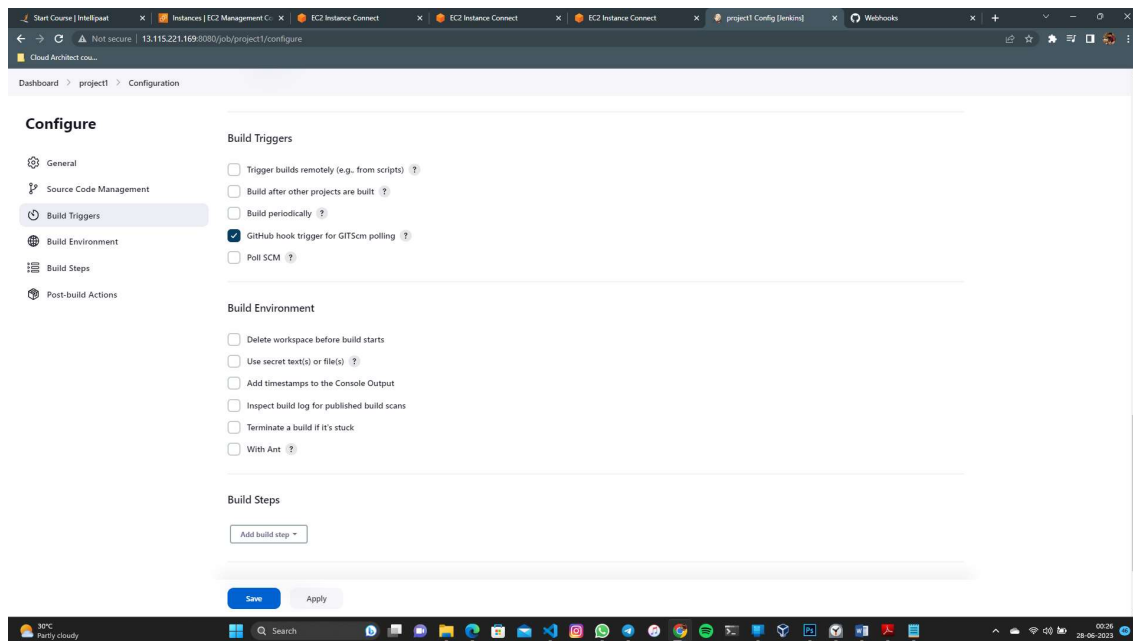 Start Course | Intellipaat
Instances | EC2 Management Co
EC2 Instance Connect
EC2 Instance Connect
EC2 Instance Connect
project1 Config [Jenkins]
Webhooks
Not secure | 13.115.221.169:8080/job/project1/configure
Cloud Architect cou...
Dashboard > project1 > Configuration
Configure
General
Source Code Management
Build Triggers
Build Environment
Build Steps
Post-build Actions
Build Triggers
Trigger builds remotely (e.g., from scripts) ?
Build after other projects are built ?
Build periodically ?
GitHub hook trigger for GITScm polling ?
Poll SCM ?
Build Environment
Delete workspace before build starts
Use secret text(s) or file(s) ?
Add timestamps to the Console Output
Inspect build log for published build scans
Terminate a build if it's stuck
With Ant ?
Build Steps
Add build step
Save
Apply
30°C
Partly cloudy
Search
00:26
28-06-2023